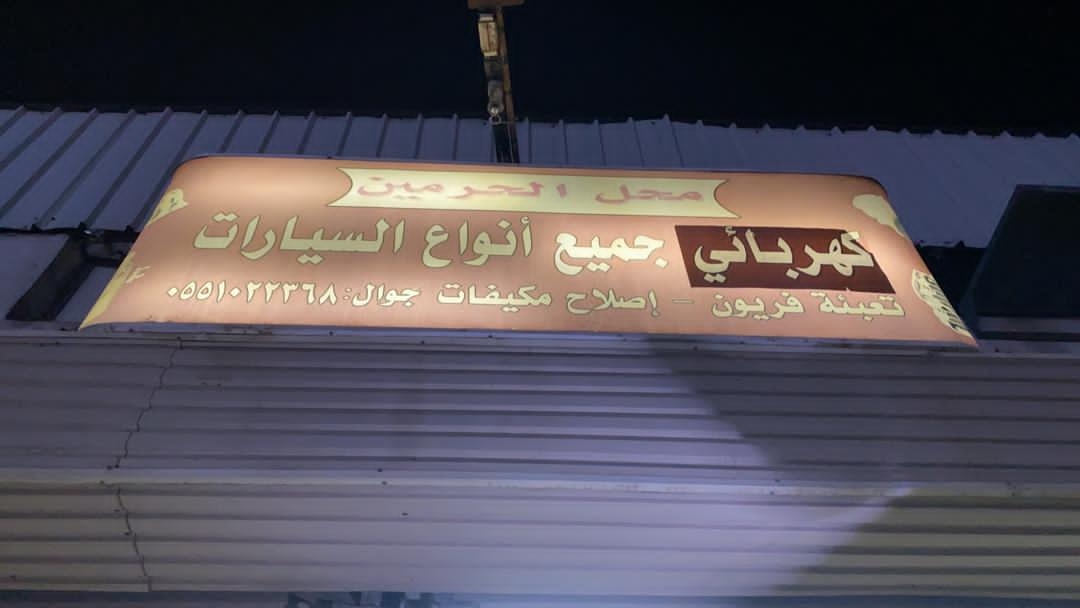 محل الحرمين
كهربائي جميع أنواع السيارات
تعبئة فريون - إصلاح مكيفات جوال: ٠٥٥١٠٢٢٣٦٨